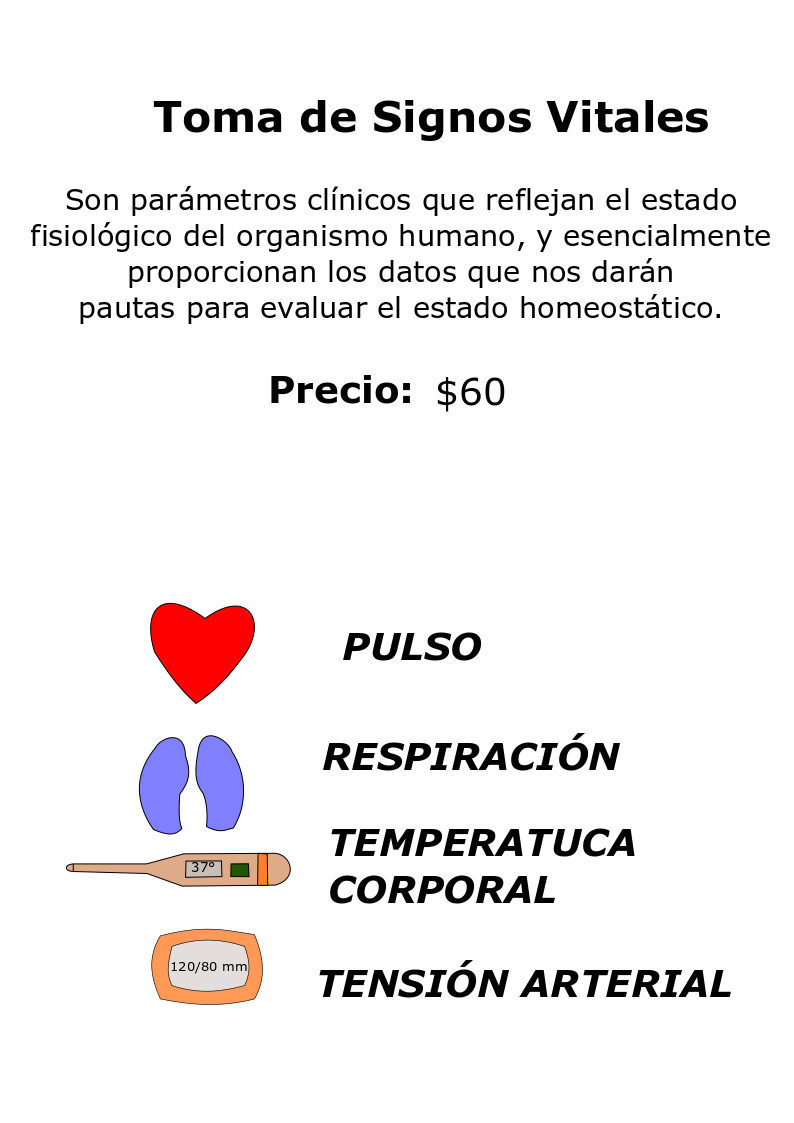 Toma de Signos Vitales
Son parámetros clínicos que reflejan el estado
fisiológico del organismo humano, y esencialmente
proporcionan los datos que nos darán
pautas para evaluar el estado homeostático.
Precio: $60
PULSO
RESPIRACIÓN
TEMPERATUCA
CORPORAL
37°
120/80 mm
TENSIÓN ARTERIAL